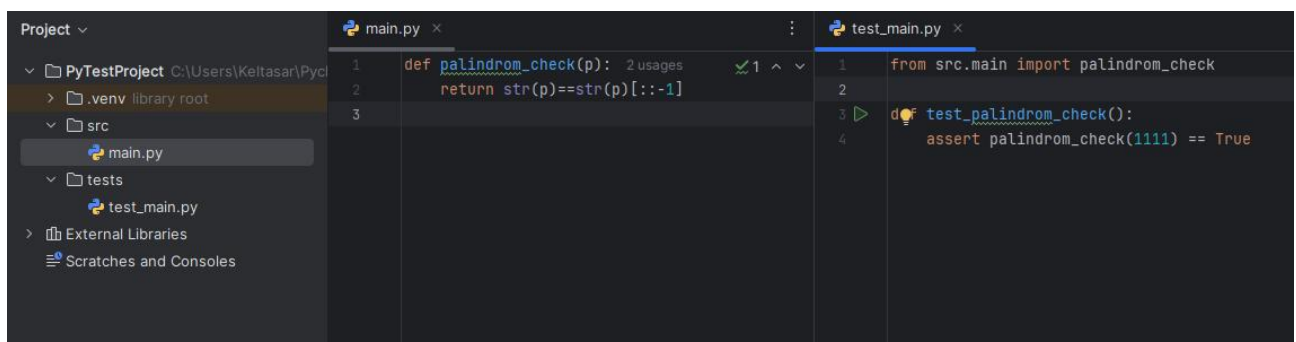 Project
PyTestProject C:\Users\Keltasar\Pyc
.venv library root
src
main.py
tests
test_main.py
External Libraries
Scratches and Consoles
main.py
1 def palindrom_check(p): 2 usages 1
2 return str(p)==str(p)[::-1]
3
test_main.py
1 from src.main import palindrom_check
2
3 def test_palindrom_check():
4 assert palindrom_check(1111) == True